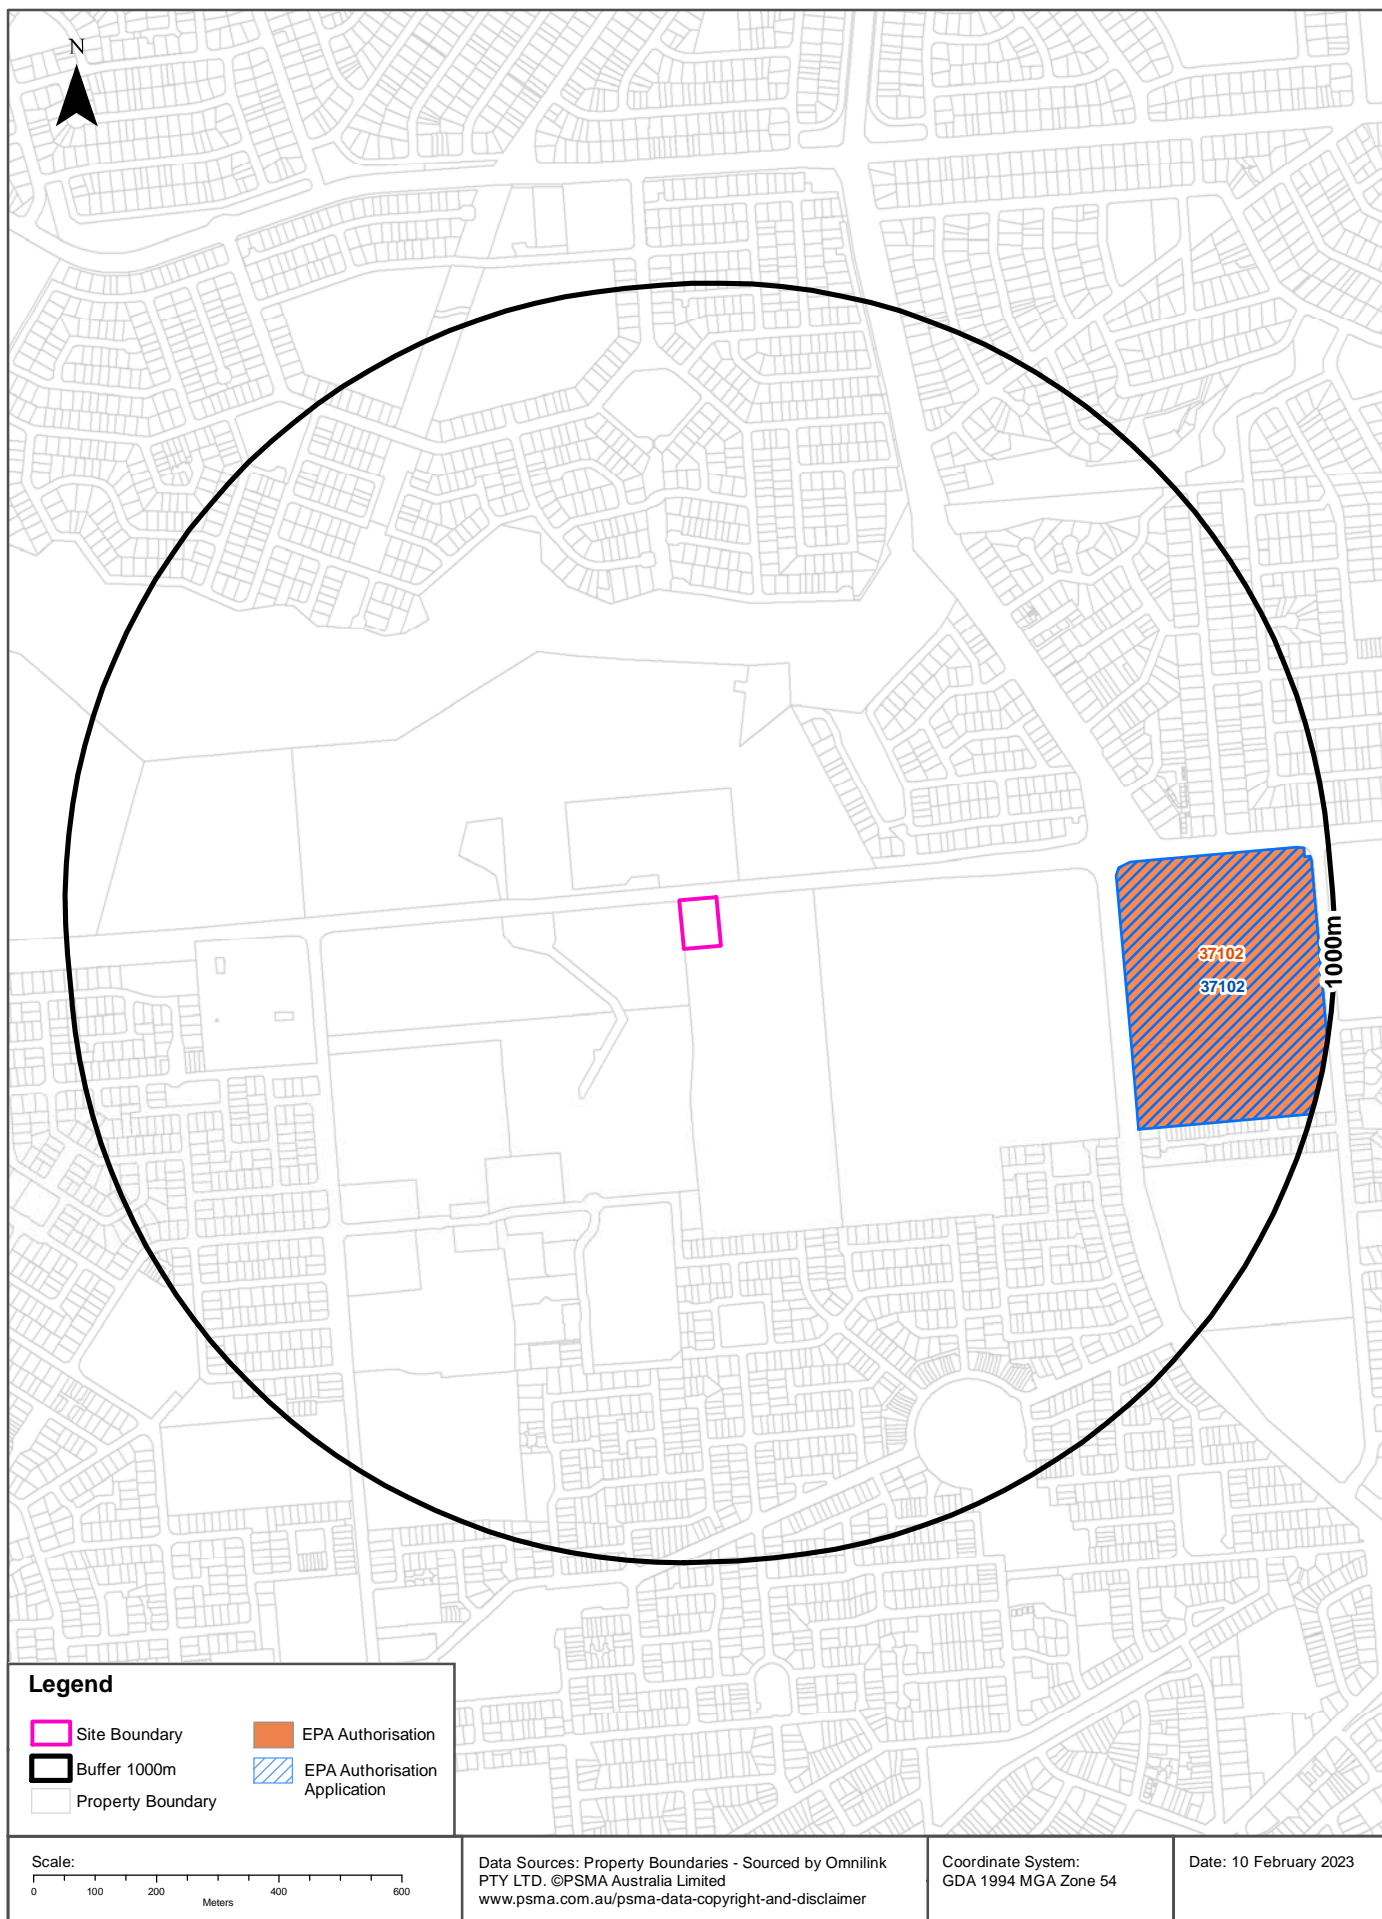 N
37102
37102
1000m
Legend
Site Boundary
EPA Authorisation
Buffer 1000m
EPA Authorisation
Application
Property Boundary
Scale:
0 100 200 400 600
Meters
Data Sources: Property Boundaries - Sourced by Omnilink
PTY LTD. ©PSMA Australia Limited
www.psma.com.au/psma-data-copyright-and-disclaimer
Coordinate System:
GDA 1994 MGA Zone 54
Date: 10 February 2023